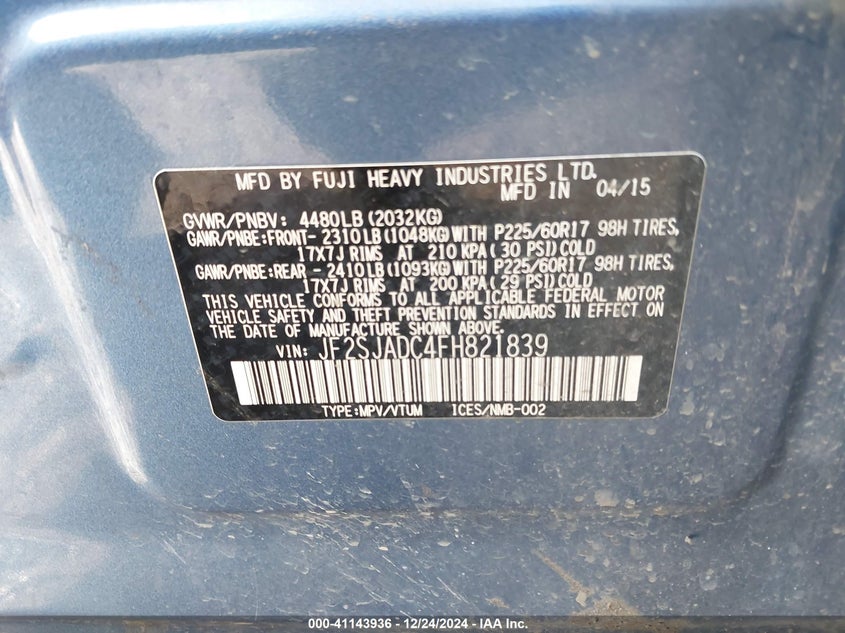 MFD BY FUJI HEAVY INDUSTRIES LTD.
MFD IN 04/15
GVWR/PNBV: 4480LB (2032KG)
GAWR/PNBE:FRONT- 2310LB (1048KG) WITH P225/60R17 98H TIRES,
17X7J RIMS AT 210 KPA ( 30 PSI) COLD
GAWR/PNBE:REAR - 2410LB (1093KG) WITH P225/60R17 98H TIRES,
17X7J RIMS AT 200 KPA ( 29 PSI) COLD
THIS VEHICLE CONFORMS TO ALL APPLICABLE FEDERAL MOTOR
VEHICLE SAFETY AND THEFT PREVENTION STANDARDS IN EFFECT ON
THE DATE OF MANUFACTURE SHOWN ABOVE.
VIN: JF2SJADC4FH821839
TYPE:MPV/VTUM ICES/NMB-002
000-41143936 - 12/24/2024 - IAA Inc.